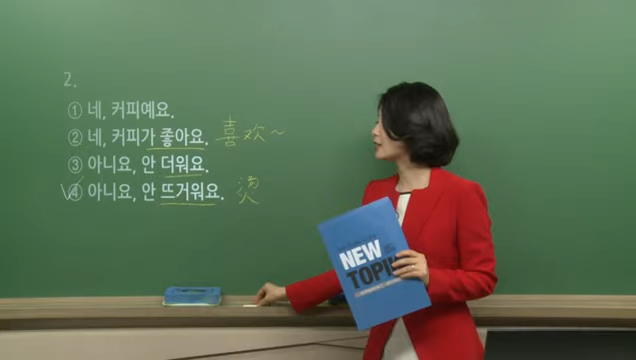 2.
① 네, 커피예요.
② 네, 커피가 좋아요. 喜欢~
③ 아니요, 안 더워요.
④ 아니요, 안 뜨거워요. 烫
NEW
TOPIK